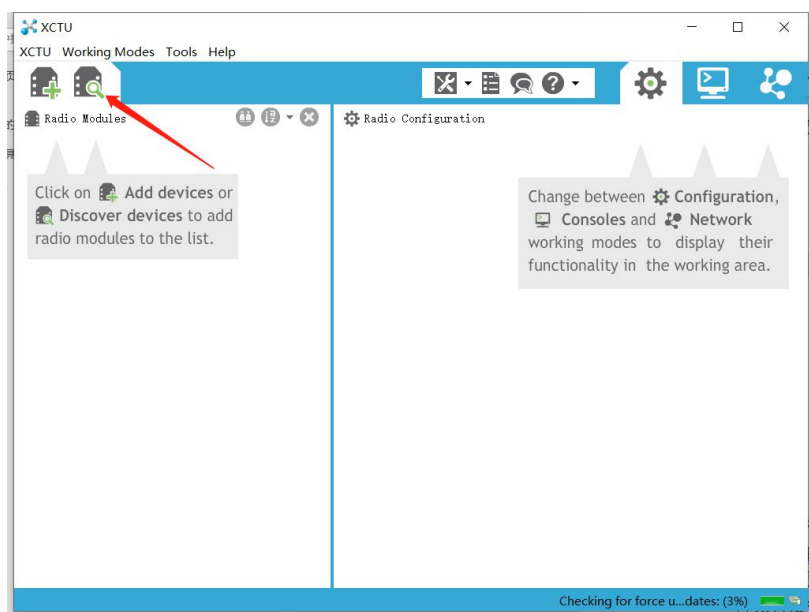 XCTU
XCTU Working Modes Tools Help
Radio Modules
Radio Configuration
Click on Add devices or
Discover devices to add
radio modules to the list.
Change between Configuration,
Consoles and Network
working modes to display their
functionality in the working area.
Checking for force u...dates: (3%)